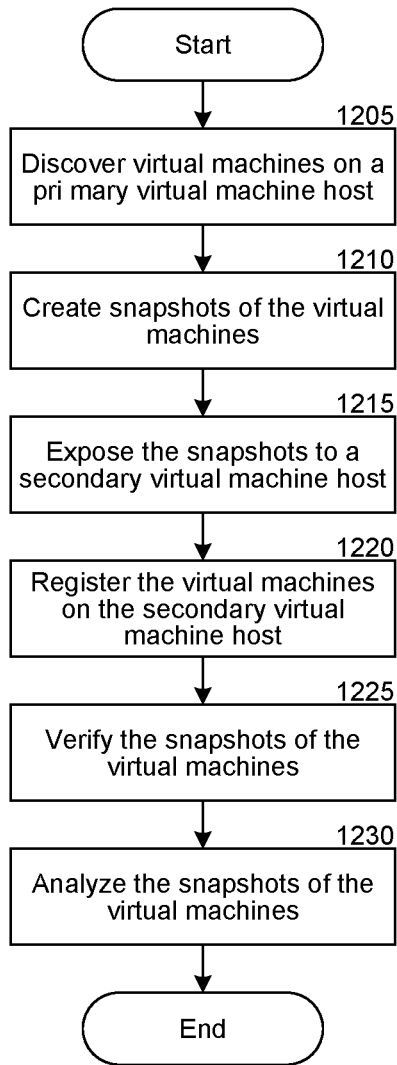 Start
1205
Discover virtual machines on a
pri mary virtual machine host
1210
Create snapshots of the virtual
machines
1215
Expose the snapshots to a
secondary virtual machine host
1220
Register the virtual machines
on the secondary virtual
machine host
1225
Verify the snapshots of the
virtual machines
1230
Analyze the snapshots of the
virtual machines
End